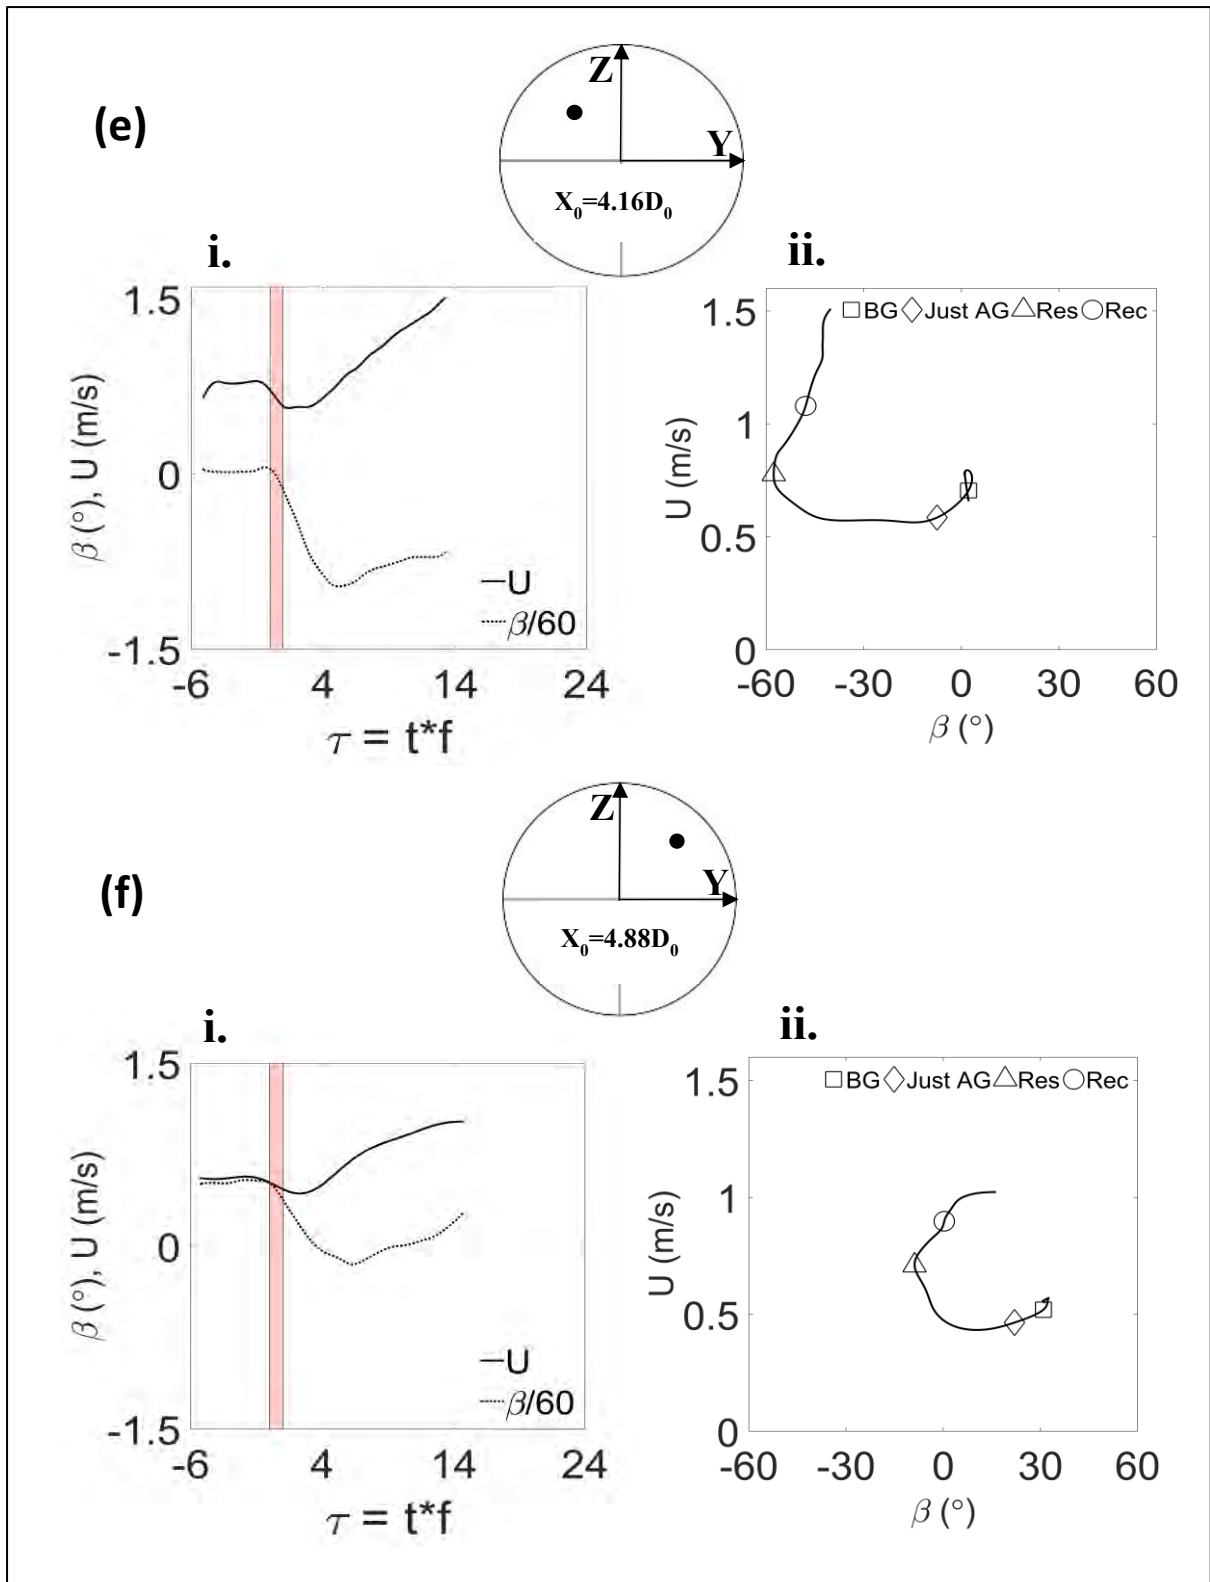 (e)
Z
Y
X₀=4.16D₀
i.
1.5
0
-1.5
β (°), U (m/s)
U
β/60
-6 4 14 24
τ = t*f
ii.
□BG ◇Just AG △Res ○Rec
1.5
1
0.5
0
U (m/s)
-60 -30 0 30 60
β (°)
(f)
Z
Y
X₀=4.88D₀
i.
1.5
0
-1.5
β (°), U (m/s)
U
β/60
-6 4 14 24
τ = t*f
ii.
□BG ◇Just AG △Res ○Rec
1.5
1
0.5
0
U (m/s)
-60 -30 0 30 60
β (°)